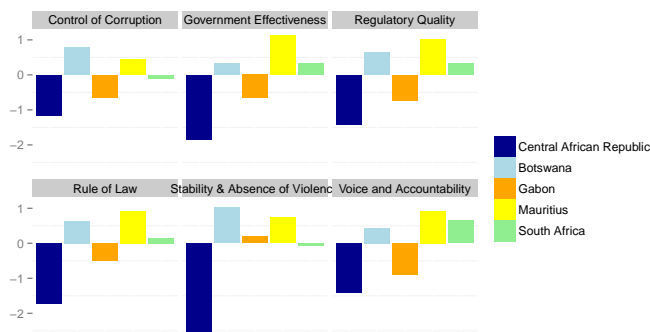 Control of Corruption
Government Effectiveness
Regulatory Quality
1
0
−1
−2
Rule of Law
Stability & Absence of Violenc
Voice and Accountability
1
0
−1
−2
Central African Republic
Botswana
Gabon
Mauritius
South Africa